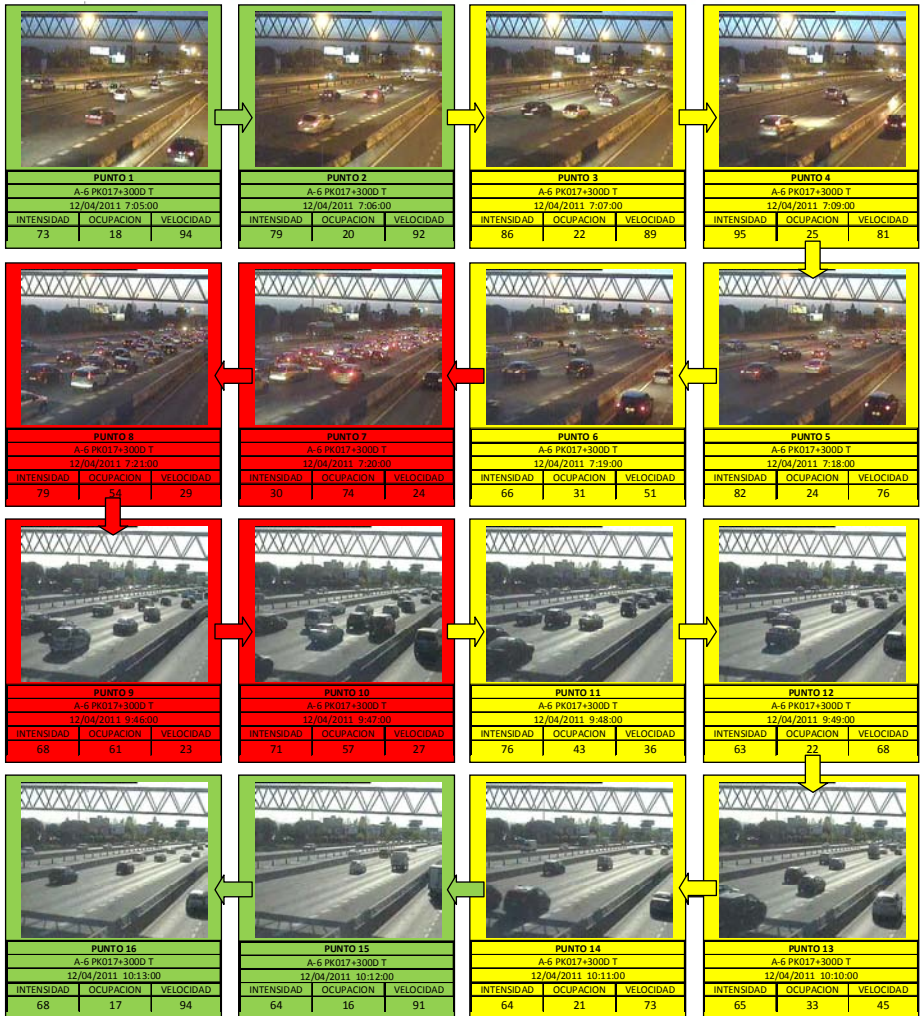 PUNTO 1
A-6 PK017+300D T
12/04/2011 7:05:00
INTENSIDAD OCUPACION VELOCIDAD
73 18 94
PUNTO 2
A-6 PK017+300D T
12/04/2011 7:06:00
INTENSIDAD OCUPACION VELOCIDAD
79 20 92
PUNTO 3
A-6 PK017+300D T
12/04/2011 7:07:00
INTENSIDAD OCUPACION VELOCIDAD
86 22 89
PUNTO 4
A-6 PK017+300D T
12/04/2011 7:09:00
INTENSIDAD OCUPACION VELOCIDAD
95 25 81
PUNTO 8
A-6 PK017+300D T
12/04/2011 7:21:00
INTENSIDAD OCUPACION VELOCIDAD
79 54 29
PUNTO 7
A-6 PK017+300D T
12/04/2011 7:20:00
INTENSIDAD OCUPACION VELOCIDAD
30 74 24
PUNTO 6
A-6 PK017+300D T
12/04/2011 7:19:00
INTENSIDAD OCUPACION VELOCIDAD
66 31 51
PUNTO 5
A-6 PK017+300D T
12/04/2011 7:18:00
INTENSIDAD OCUPACION VELOCIDAD
82 24 76
PUNTO 9
A-6 PK017+300D T
12/04/2011 9:46:00
INTENSIDAD OCUPACION VELOCIDAD
68 61 23
PUNTO 10
A-6 PK017+300D T
12/04/2011 9:47:00
INTENSIDAD OCUPACION VELOCIDAD
71 57 27
PUNTO 11
A-6 PK017+300D T
12/04/2011 9:48:00
INTENSIDAD OCUPACION VELOCIDAD
76 43 36
PUNTO 12
A-6 PK017+300D T
12/04/2011 9:49:00
INTENSIDAD OCUPACION VELOCIDAD
63 22 68
PUNTO 16
A-6 PK017+300D T
12/04/2011 10:13:00
INTENSIDAD OCUPACION VELOCIDAD
68 17 94
PUNTO 15
A-6 PK017+300D T
12/04/2011 10:12:00
INTENSIDAD OCUPACION VELOCIDAD
64 16 91
PUNTO 14
A-6 PK017+300D T
12/04/2011 10:11:00
INTENSIDAD OCUPACION VELOCIDAD
64 21 73
PUNTO 13
A-6 PK017+300D T
12/04/2011 10:10:00
INTENSIDAD OCUPACION VELOCIDAD
65 33 45